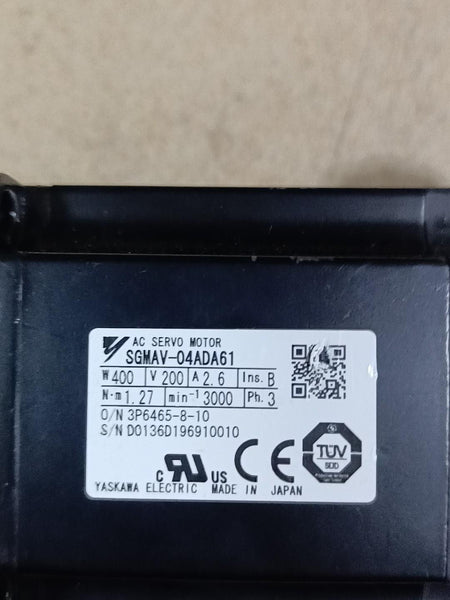 AC SERVO MOTOR
SGMAV-04ADA61
W 400 V 200 A 2.6 Ins. B
N·m 1.27 min⁻¹ 3000 Ph. 3
O/N 3P6465-8-10
S/N D0136D196910010
c UR US CE TÜV
YASKAWA ELECTRIC MADE IN JAPAN